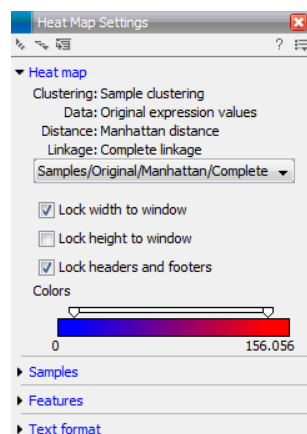 Heat Map Settings
?
Heat map
Clustering: Sample clustering
Data: Original expression values
Distance: Manhattan distance
Linkage: Complete linkage
Samples/Original/Manhattan/Complete
Lock width to window
Lock height to window
Lock headers and footers
Colors
0 156.056
Samples
Features
Text format